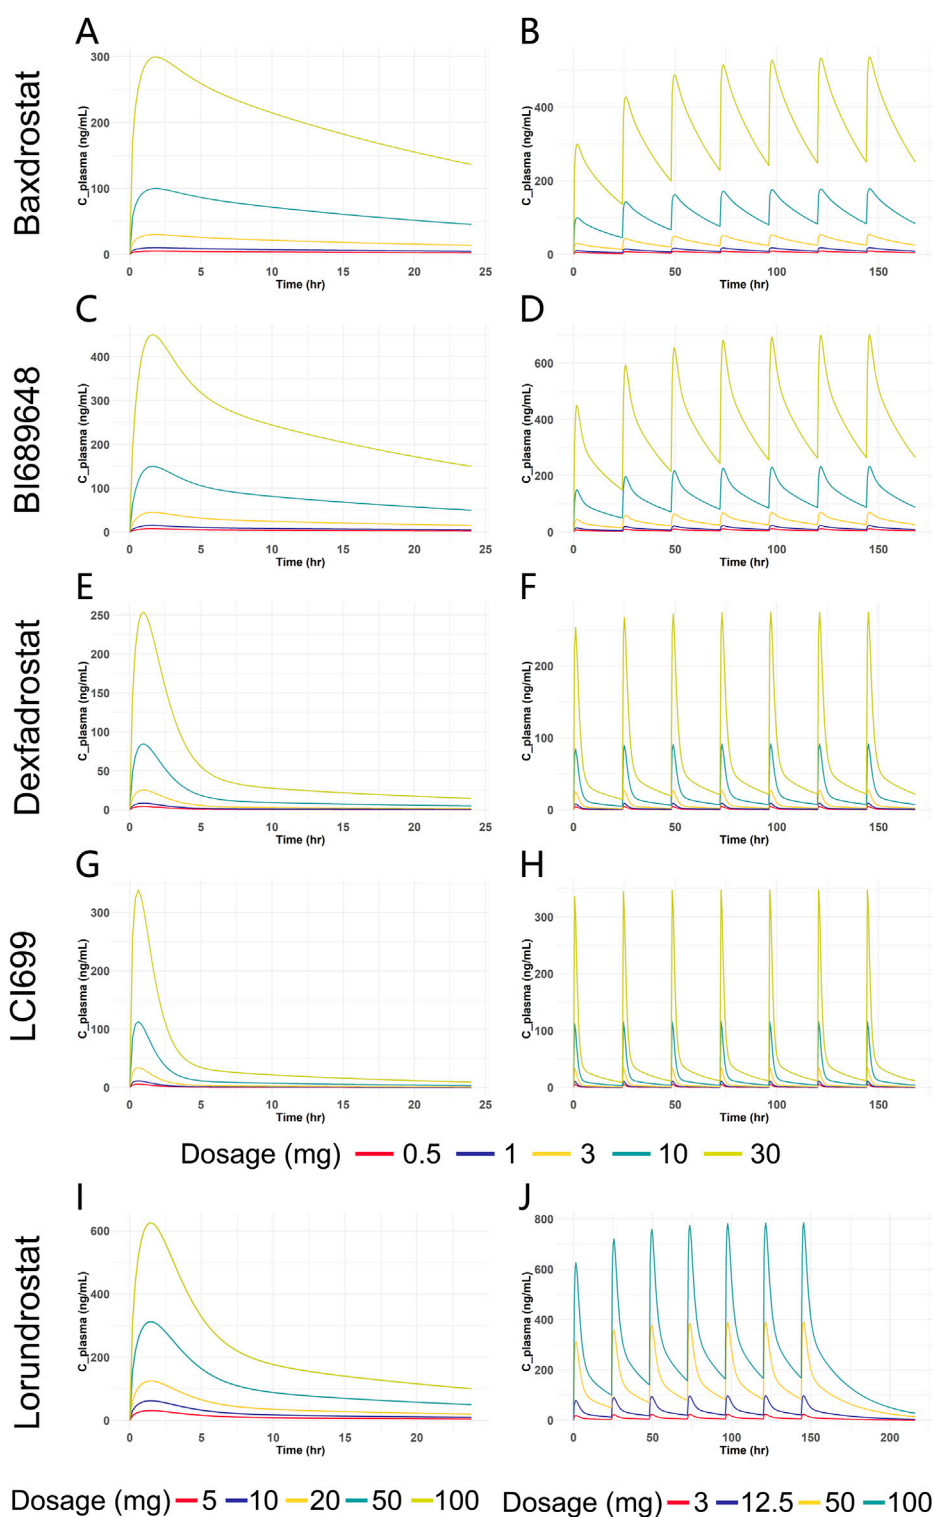 A
Baxdrostat
C_plasma (ng/mL)
300
200
100
0
0 5 10 15 20 25
Time (hr)
B
C_plasma (ng/mL)
400
200
0
0 50 100 150
Time (hr)
C
BI689648
C_plasma (ng/mL)
400
300
200
100
0
0 5 10 15 20 25
Time (hr)
D
C_plasma (ng/mL)
600
400
200
0
0 50 100 150
Time (hr)
E
Dexfadrostat
C_plasma (ng/mL)
250
200
150
100
50
0
0 5 10 15 20 25
Time (hr)
F
C_plasma (ng/mL)
200
100
0
0 50 100 150
Time (hr)
G
LCI699
C_plasma (ng/mL)
300
200
100
0
0 5 10 15 20 25
Time (hr)
H
C_plasma (ng/mL)
300
200
100
0
0 50 100 150
Time (hr)
Dosage (mg) 0.5 1 3 10 30
I
Lorundrostat
C_plasma (ng/mL)
600
400
200
0
0 5 10 15 20
Time (hr)
J
C_plasma (ng/mL)
800
600
400
200
0
0 50 100 150 200
Time (hr)
Dosage (mg) 5 10 20 50 100
Dosage (mg) 3 12.5 50 100